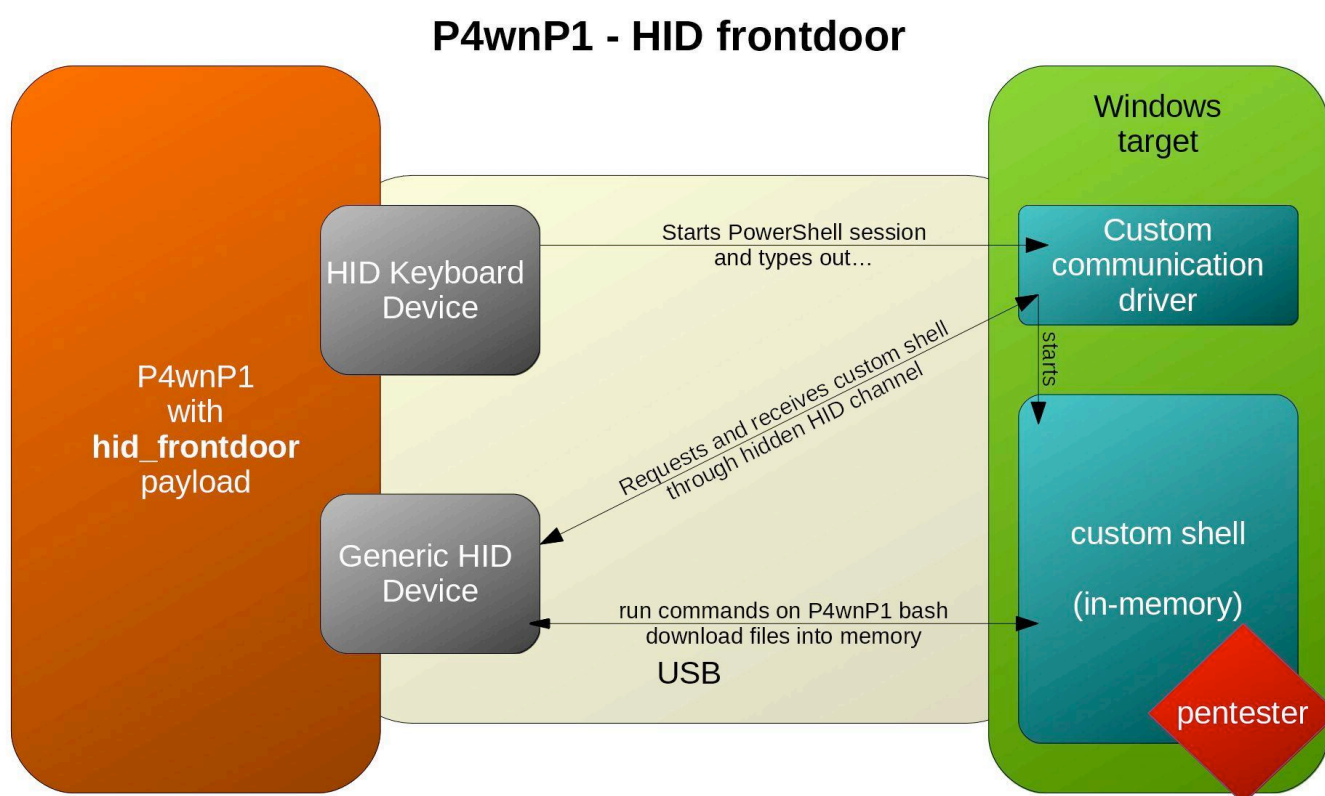 P4wnP1 - HID frontdoor
Windows
target
HID Keyboard
Device
Starts PowerShell session
and types out…
Custom
communication
driver
starts
P4wnP1
with
hid_frontdoor
payload
Requests and receives custom shell
through hidden HID channel
Generic HID
Device
run commands on P4wnP1 bash
download files into memory
USB
custom shell
(in-memory)
pentester